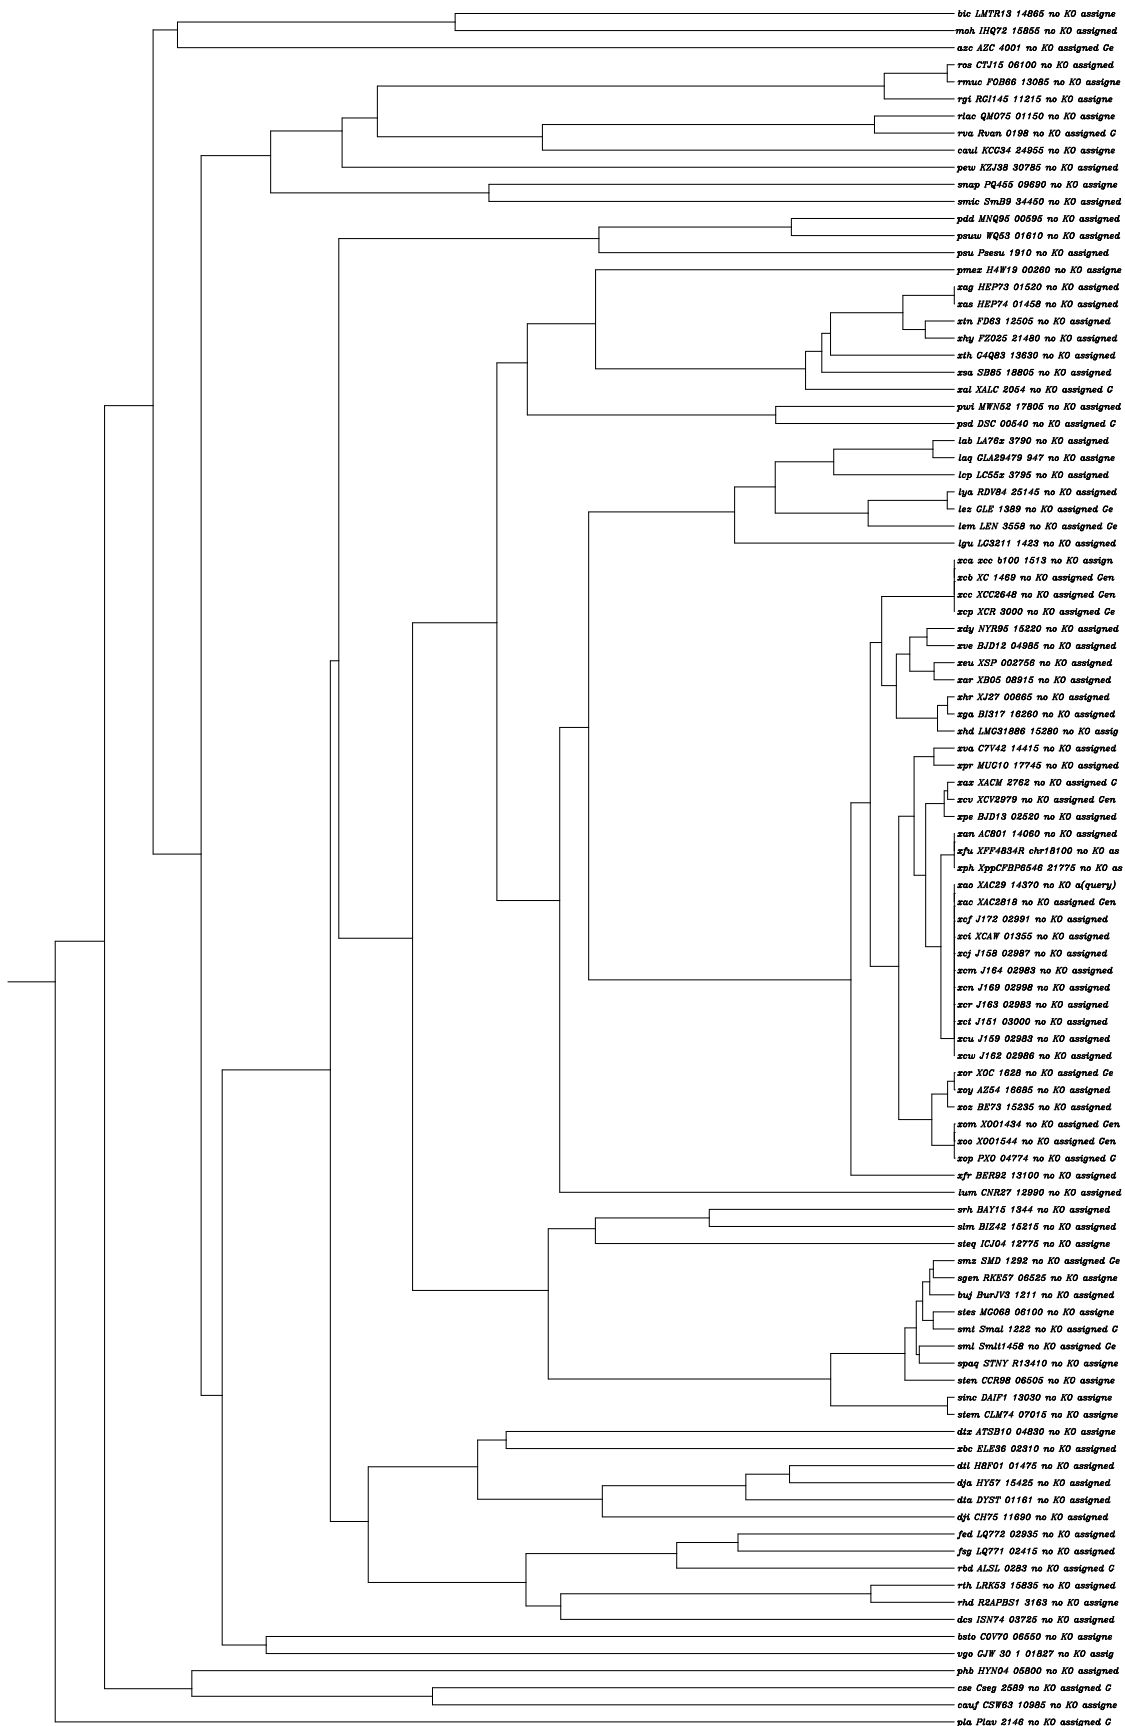 bic LMTR13 14865 no KO assigne
moh IHQ72 15855 no KO assigned
azc AZC 4001 no KO assigned Ge
ros CTJ15 06100 no KO assigned
rmuc FOB66 13085 no KO assigne
rgi RGI145 11215 no KO assigne
rlac QMO75 01150 no KO assigne
rva Rvan 0198 no KO assigned G
caul KCG34 24955 no KO assigne
pew KZJ38 30785 no KO assigned
snap PQ455 09690 no KO assigne
smic SmB9 34450 no KO assigned
pdd MNQ95 00595 no KO assigned
psuw WQ53 01610 no KO assigned
psu Psesu 1910 no KO assigned
pmex H4W19 00260 no KO assigne
xag HEP73 01520 no KO assigned
xas HEP74 01458 no KO assigned
xtn FD63 12505 no KO assigned
xhy FZ025 21480 no KO assigned
xth G4Q83 13630 no KO assigned
xsa SB85 18805 no KO assigned
xal XALC 2054 no KO assigned G
pwi MWN52 17805 no KO assigned
psd DSC 00540 no KO assigned G
lab LA76x 3790 no KO assigned
laq GLA29479 947 no KO assigne
lcp LC55x 3795 no KO assigned
lya RDV84 25145 no KO assigned
lez GLE 1389 no KO assigned Ge
lem LEN 3558 no KO assigned Ge
lgu LG3211 1423 no KO assigned
xca xcc b100 1513 no KO assign
xcb XC 1469 no KO assigned Gen
xcc XCC2648 no KO assigned Gen
xcp XCR 3000 no KO assigned Ge
xdy NYR95 15220 no KO assigned
xve BJD12 04985 no KO assigned
xeu XSP 002756 no KO assigned
xar XB05 08915 no KO assigned
xhr XJ27 00665 no KO assigned
xga BI317 16260 no KO assigned
xhd LMG31886 15280 no KO assig
xva C7V42 14415 no KO assigned
xpr MUG10 17745 no KO assigned
xax XACM 2762 no KO assigned G
xcv XCV2979 no KO assigned Gen
xpe BJD13 02520 no KO assigned
xan AC801 14060 no KO assigned
xfu XFF4834R chr18100 no KO as
xph XppCFBP6546 21775 no KO as
xao XAC29 14370 no KO a(query)
xac XAC2818 no KO assigned Gen
xcf J172 02991 no KO assigned
xci XCAW 01355 no KO assigned
xcj J158 02987 no KO assigned
xcm J164 02983 no KO assigned
xcn J169 02998 no KO assigned
xcr J163 02983 no KO assigned
xct J151 03000 no KO assigned
xcu J159 02983 no KO assigned
xcw J162 02986 no KO assigned
xor XOC 1628 no KO assigned Ge
xoy AZ54 16685 no KO assigned
xoz BE73 15235 no KO assigned
xom XOO1434 no KO assigned Gen
xoo XOO1544 no KO assigned Gen
xop PXO 04774 no KO assigned G
xfr BER92 13100 no KO assigned
lum CNR27 12990 no KO assigned
srh BAY15 1344 no KO assigned
slm BIZ42 15215 no KO assigned
steq ICJ04 12775 no KO assigne
smz SMD 1292 no KO assigned Ge
sgen RKE57 06525 no KO assigne
buj BurJV3 1211 no KO assigned
stes MG068 06100 no KO assigne
smt Smal 1222 no KO assigned G
sml Smlt1458 no KO assigned Ge
spaq STNY R13410 no KO assigne
sten CCR98 06505 no KO assigne
sinc DAIF1 13030 no KO assigne
stem CLM74 07015 no KO assigne
dtx ATSB10 04830 no KO assigne
xbc ELE36 02310 no KO assigned
dil H8F01 01475 no KO assigned
dja HY57 15425 no KO assigned
dta DYST 01161 no KO assigned
dji CH75 11690 no KO assigned
fed LQ772 02935 no KO assigned
fsg LQ771 02415 no KO assigned
rbd ALSL 0283 no KO assigned G
rth LRK53 15835 no KO assigned
rhd R2APBS1 3163 no KO assigne
dcs ISN74 03725 no KO assigned
bsto COV70 06550 no KO assigne
vgo GJW 30 1 01827 no KO assig
phb HYN04 05800 no KO assigned
cse Cseg 2589 no KO assigned G
cauf CSW63 10985 no KO assigne
pla Plav 2146 no KO assigned G